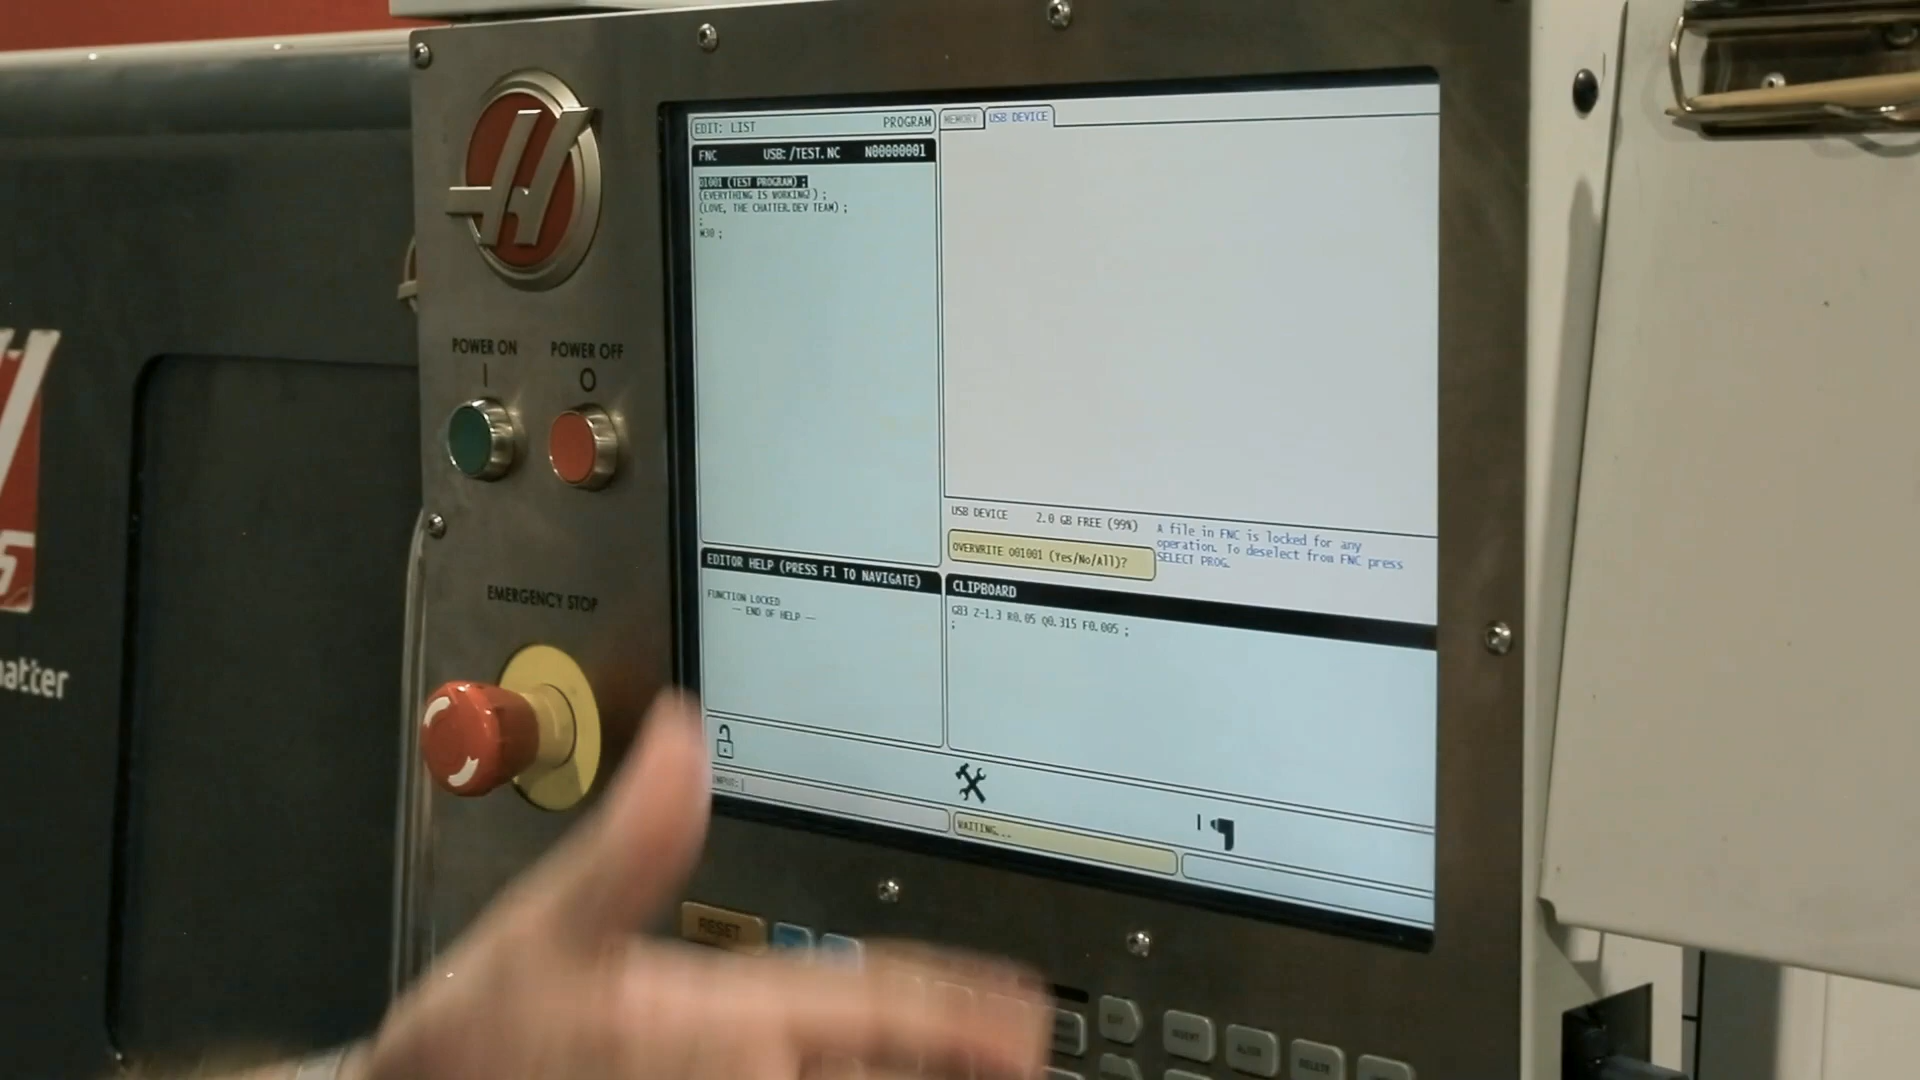 EDIT: LIST PROGRAM
MEMORY USB DEVICE
FNC USB:/TEST.NC N00000001
O1001 (TEST PROGRAM) ;
(EVERYTHING IS WORKING!) ;
(LOVE, THE CHATTER.DEV TEAM) ;
;
M30 ;
POWER ON
POWER OFF
USB DEVICE 2.0 GB FREE (99%)
A file in FNC is locked for any
operation. To deselect from FNC press
SELECT PROG.
OVERWRITE O01001 (Yes/No/All)?
EDITOR HELP (PRESS F1 TO NAVIGATE)
FUNCTION LOCKED
-- END OF HELP --
CLIPBOARD
G83 Z-1.3 R0.05 Q0.315 F0.005 ;
;
EMERGENCY STOP
atter
INPUT:
WAITING...
RESET
INSERT
ALTER
DELETE